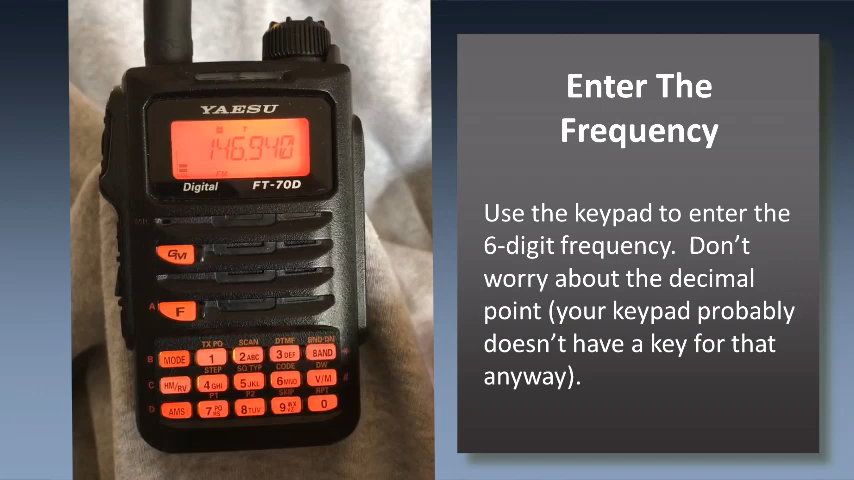 YAESU
146.940
FM
Digital FT-70D
GM
A F
TX PO SCAN DTMF BND DN
B MODE 1 2ABC 3DEF BAND
STEP SQ TYP CODE DW
C HM/RV 4GHI 5JKL 6MNO V/M
P1 P2 SKIP RPT
D AMS 7PQRS 8TUV 9WXYZ 0
Enter The
Frequency
Use the keypad to enter the
6-digit frequency.  Don't
worry about the decimal
point (your keypad probably
doesn't have a key for that
anyway).